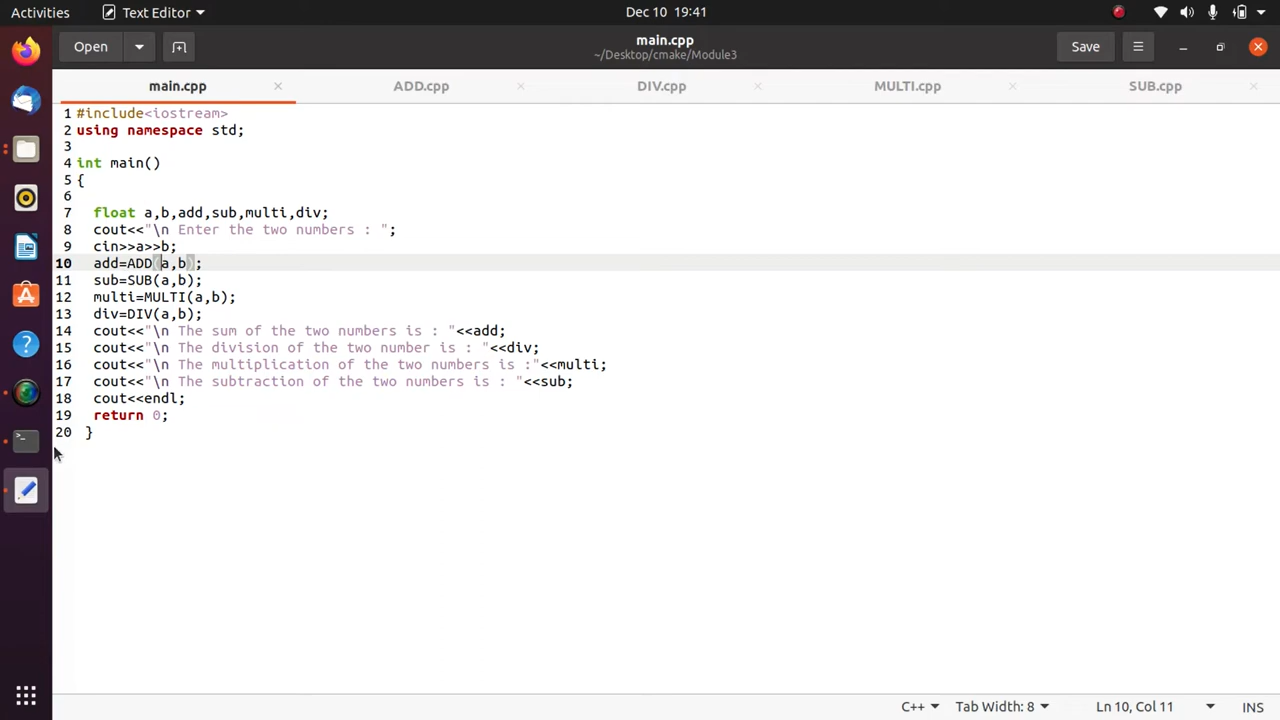 Activities Text Editor Dec 10 19:41
Open main.cpp Save
~/Desktop/cmake/Module3
main.cpp ADD.cpp DIV.cpp MULTI.cpp SUB.cpp
1 #include<iostream>
2 using namespace std;
3
4 int main()
5 {
6
7 float a,b,add,sub,multi,div;
8 cout<<"\n Enter the two numbers : ";
9 cin>>a>>b;
10 add=ADD(a,b);
11 sub=SUB(a,b);
12 multi=MULTI(a,b);
13 div=DIV(a,b);
14 cout<<"\n The sum of the two numbers is : "<<add;
15 cout<<"\n The division of the two number is : "<<div;
16 cout<<"\n The multiplication of the two numbers is :"<<multi;
17 cout<<"\n The subtraction of the two numbers is : "<<sub;
18 cout<<endl;
19 return 0;
20 }
C++ Tab Width: 8 Ln 10, Col 11 INS